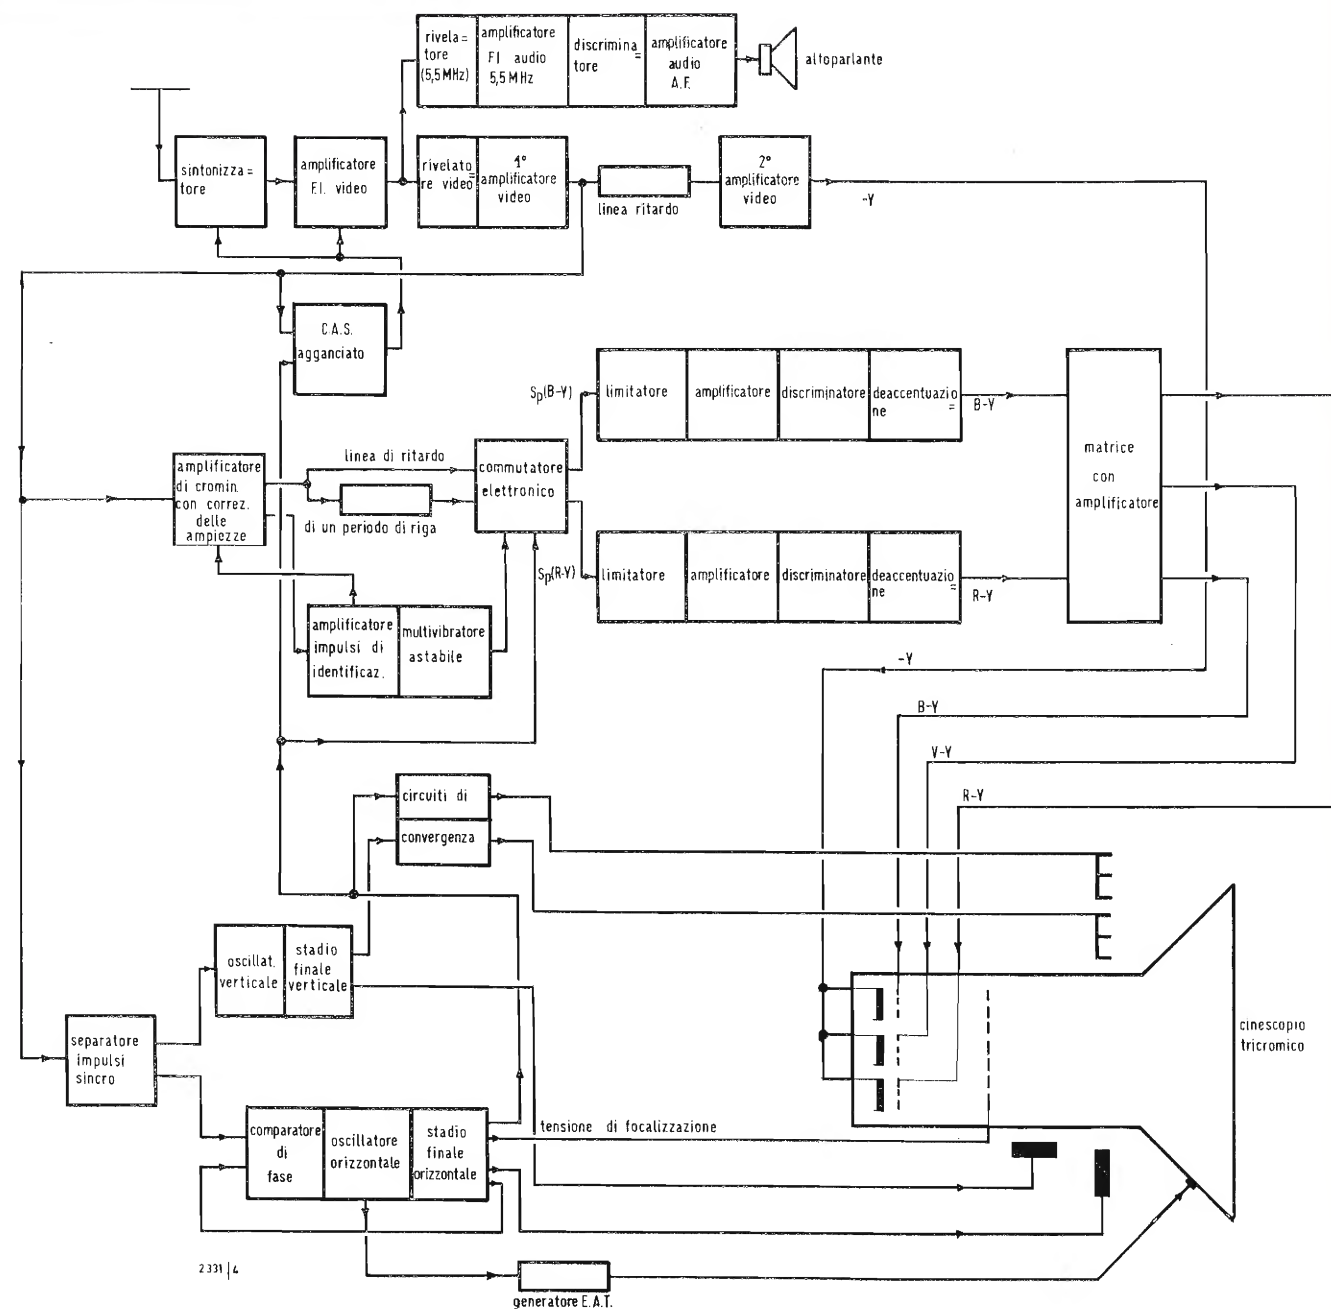 rivela=
tore
(5,5MHz)
amplificatore
F.I. audio
5,5 MHz
discrimina=
tore
amplificatore
audio
A.F.
altoparlante
sintonizza=
tore
amplificatore
F.I. video
rivelato=
re video
1°
amplificatore
video
linea ritardo
2°
amplificatore
video
-Y
C.A.S.
agganciato
Sp(B-Y)
limitatore
amplificatore
discriminatore
deaccentuazio=
ne
B-Y
matrice
con
amplificatore
amplificatore
di cromin.
con correz.
delle
ampiezze
linea di ritardo
di un periodo di riga
commutatore
elettronico
Sp(R-Y)
limitatore
amplificatore
discriminatore
deaccentuazio=
ne
R-Y
amplificatore
impulsi di
identificaz.
multivibratore
astabile
-Y
B-Y
V-Y
R-Y
circuiti di
convergenza
oscillat.
verticale
stadio
finale
verticale
separatore
impulsi
sincro
cinescopio
tricromico
comparatore
di
fase
oscillatore
orizzontale
stadio
finale
orizzontale
tensione di focalizzazione
2331|4
generatore E.A.T.